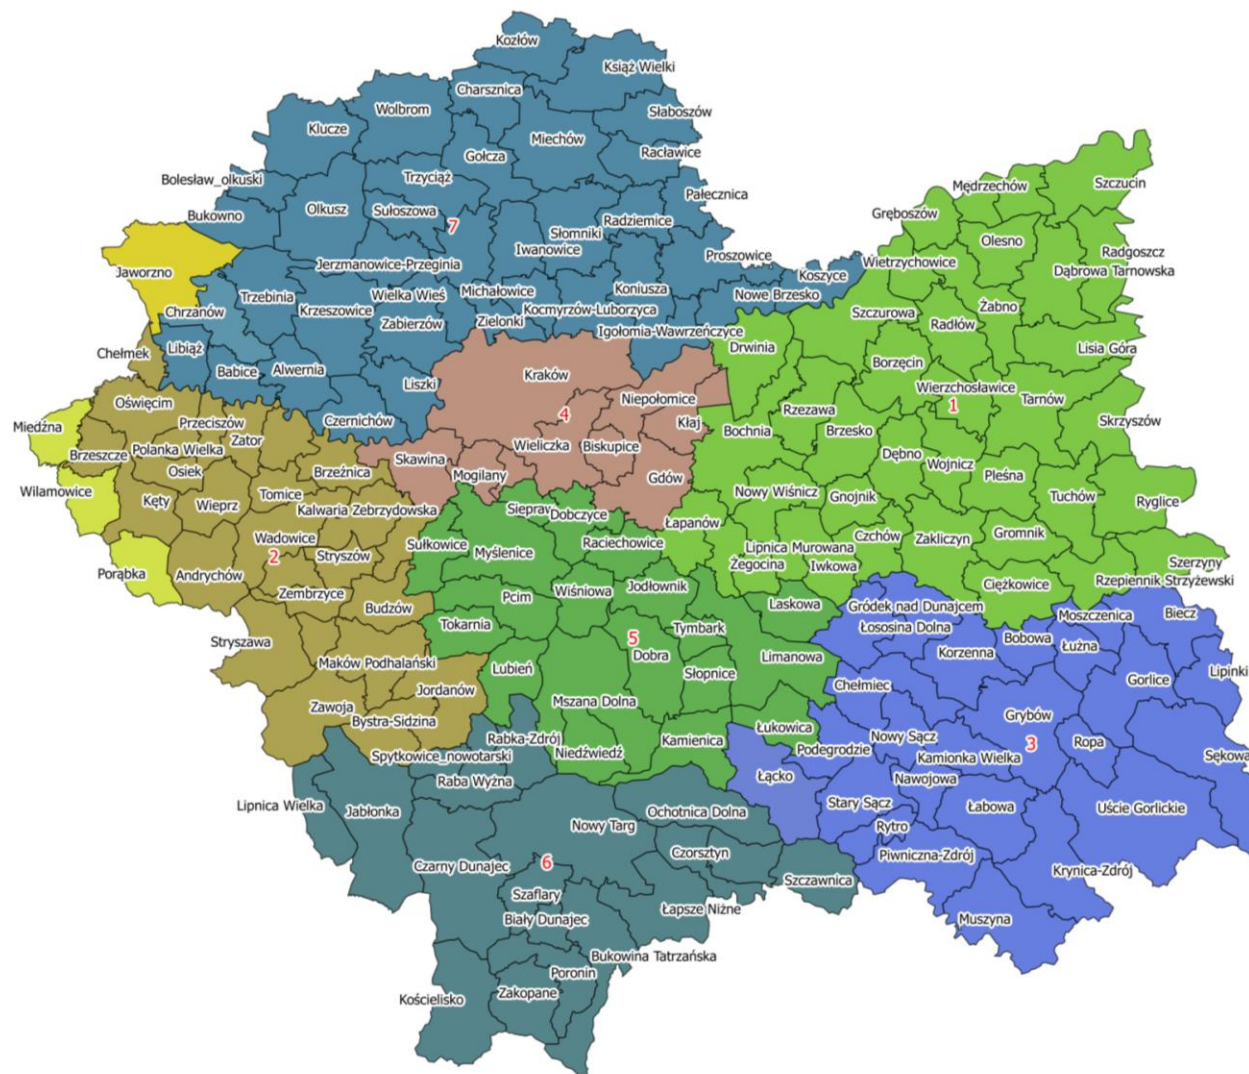 Kozłów
Książ Wielki
Charsznica
Wolbrom
Słaboszów
Klucze
Miechów
Racławice
Gołcza
Bolesław_olkuski
Trzyciąż
Pałecznica
Szczucin
Mędrzechów
Bukowno
Olkusz
Sułoszowa
Radziemice
Gręboszów
7
Słomniki
Olesno
Iwanowice
Radgoszcz
Jaworzno
Jerzmanowice-Przeginia
Proszowice
Wietrzychowice
Dąbrowa Tarnowska
Koszyce
Trzebinia
Wielka Wieś
Michałowice
Koniusza
Nowe Brzesko
Chrzanów
Krzeszowice
Kocmyrzów-Luborzyca
Szczurowa
Żabno
Zabierzów
Zielonki
Igołomia-Wawrzeńczyce
Radłów
Chełmek
Libiąż
Drwinia
Lisia Góra
Babice
Alwernia
Kraków
Borzęcin
Liszki
Wierzchosławice
Oświęcim
Niepołomice
1
Tarnów
Miedźna
Przeciszów
Czernichów
4
Rzezawa
Kłaj
Skrzyszów
Polanka Wielka
Zator
Wieliczka
Biskupice
Bochnia
Brzesko
Brzeszcze
Skawina
Dębno
Osiek
Brzeźnica
Mogilany
Wojnicz
Pleśna
Wilamowice
Gdów
Nowy Wiśnicz
Gnojnik
Tuchów
Ryglice
Kęty
Wieprz
Tomice
Kalwaria Zebrzydowska
Siepraw
Dobczyce
Łapanów
Gromnik
Wadowice
Sułkowice
Raciechowice
Czchów
Zakliczyn
Myślenice
Lipnica Murowana
Stryszów
2
Żegocina
Iwkowa
Szerzyny
Porąbka
Andrychów
Rzepiennik Strzyżewski
Ciężkowice
Zembrzyce
Wiśniowa
Jodłownik
Pcim
Budzów
Laskowa
Gródek nad Dunajcem
Moszczenica
Biecz
Tokarnia
Łososina Dolna
Tymbark
Bobowa
Stryszawa
5
Łużna
Korzenna
Dobra
Limanowa
Maków Podhalański
Lubień
Słopnice
Lipinki
Gorlice
Jordanów
Chełmiec
Mszana Dolna
Zawoja
Grybów
Bystra-Sidzina
Łukowica
Rabka-Zdrój
Kamienica
Nowy Sącz
3
Niedźwiedź
Podegrodzie
Ropa
Spytkowice_nowotarski
Kamionka Wielka
Sękowa
Łącko
Raba Wyżna
Nawojowa
Lipnica Wielka
Stary Sącz
Łabowa
Uście Gorlickie
Jabłonka
Ochotnica Dolna
Nowy Targ
Rytro
Czorsztyn
Piwniczna-Zdrój
Czarny Dunajec
6
Krynica-Zdrój
Szczawnica
Szaflary
Łapsze Niżne
Biały Dunajec
Muszyna
Bukowina Tatrzańska
Poronin
Zakopane
Kościelisko